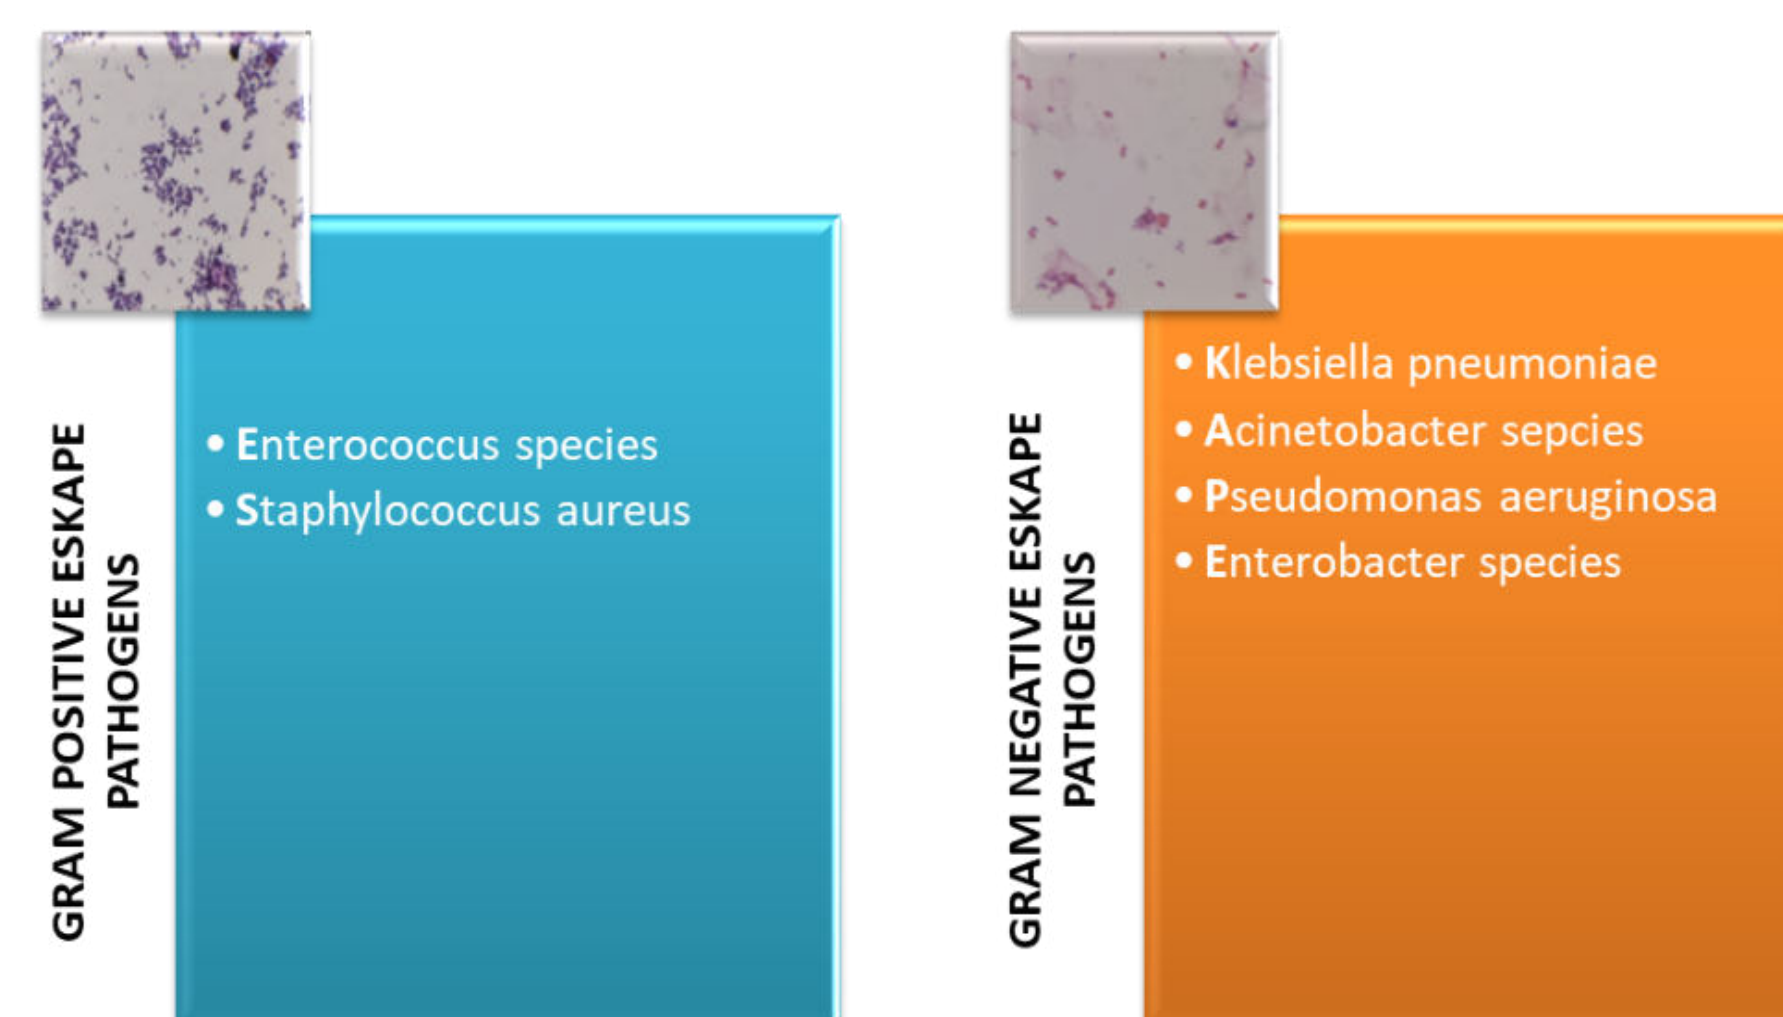 GRAM POSITIVE ESKAPE
PATHOGENS
• Enterococcus species
• Staphylococcus aureus
GRAM NEGATIVE ESKAPE
PATHOGENS
• Klebsiella pneumoniae
• Acinetobacter sepcies
• Pseudomonas aeruginosa
• Enterobacter species